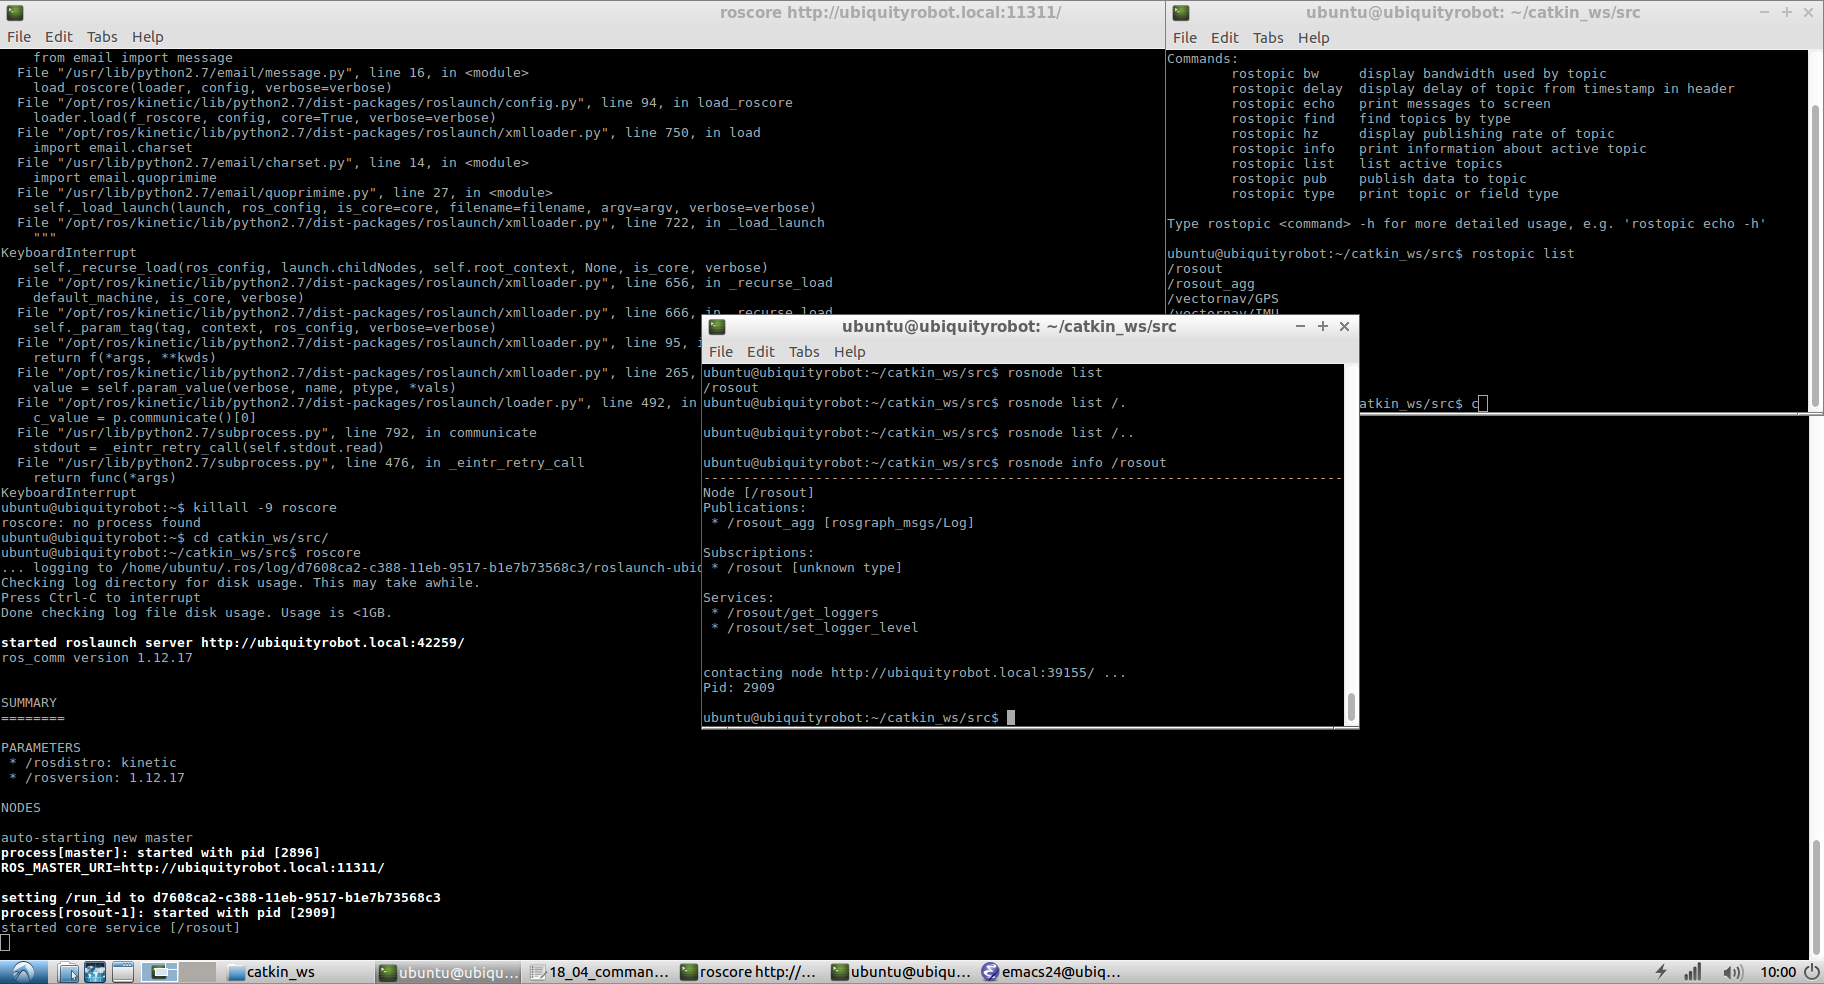 roscore http://ubiquityrobot.local:11311/
File Edit Tabs Help
    from email import message
  File "/usr/lib/python2.7/email/message.py", line 16, in <module>
    load_roscore(loader, config, verbose=verbose)
  File "/opt/ros/kinetic/lib/python2.7/dist-packages/roslaunch/config.py", line 94, in load_roscore
    loader.load(f_roscore, config, core=True, verbose=verbose)
  File "/opt/ros/kinetic/lib/python2.7/dist-packages/roslaunch/xmlloader.py", line 750, in load
    import email.charset
  File "/usr/lib/python2.7/email/charset.py", line 14, in <module>
    import email.quoprimime
  File "/usr/lib/python2.7/email/quoprimime.py", line 27, in <module>
    self._load_launch(launch, ros_config, is_core=core, filename=filename, argv=argv, verbose=verbose)
  File "/opt/ros/kinetic/lib/python2.7/dist-packages/roslaunch/xmlloader.py", line 722, in _load_launch
    """
KeyboardInterrupt
    self._recurse_load(ros_config, launch.childNodes, self.root_context, None, is_core, verbose)
  File "/opt/ros/kinetic/lib/python2.7/dist-packages/roslaunch/xmlloader.py", line 656, in _recurse_load
    default_machine, is_core, verbose)
  File "/opt/ros/kinetic/lib/python2.7/dist-packages/roslaunch/xmlloader.py", line 666, in _recurse_load
    self._param_tag(tag, context, ros_config, verbose=verbose)
  File "/opt/ros/kinetic/lib/python2.7/dist-packages/roslaunch/xmlloader.py", line 95, i
    return f(*args, **kwds)
  File "/opt/ros/kinetic/lib/python2.7/dist-packages/roslaunch/xmlloader.py", line 265,
    value = self.param_value(verbose, name, ptype, *vals)
  File "/opt/ros/kinetic/lib/python2.7/dist-packages/roslaunch/loader.py", line 492, in
    c_value = p.communicate()[0]
  File "/usr/lib/python2.7/subprocess.py", line 792, in communicate
    stdout = _eintr_retry_call(self.stdout.read)
  File "/usr/lib/python2.7/subprocess.py", line 476, in _eintr_retry_call
    return func(*args)
KeyboardInterrupt
ubuntu@ubiquityrobot:~$ killall -9 roscore
roscore: no process found
ubuntu@ubiquityrobot:~$ cd catkin_ws/src/
ubuntu@ubiquityrobot:~/catkin_ws/src$ roscore
... logging to /home/ubuntu/.ros/log/d7608ca2-c388-11eb-9517-b1e7b73568c3/roslaunch-ubiq
Checking log directory for disk usage. This may take awhile.
Press Ctrl-C to interrupt
Done checking log file disk usage. Usage is <1GB.
started roslaunch server http://ubiquityrobot.local:42259/
ros_comm version 1.12.17
SUMMARY
========
PARAMETERS
 * /rosdistro: kinetic
 * /rosversion: 1.12.17
NODES
auto-starting new master
process[master]: started with pid [2896]
ROS_MASTER_URI=http://ubiquityrobot.local:11311/
setting /run_id to d7608ca2-c388-11eb-9517-b1e7b73568c3
process[rosout-1]: started with pid [2909]
started core service [/rosout]
ubuntu@ubiquityrobot: ~/catkin_ws/src
File Edit Tabs Help
Commands:
        rostopic bw     display bandwidth used by topic
        rostopic delay  display delay of topic from timestamp in header
        rostopic echo   print messages to screen
        rostopic find   find topics by type
        rostopic hz     display publishing rate of topic
        rostopic info   print information about active topic
        rostopic list   list active topics
        rostopic pub    publish data to topic
        rostopic type   print topic or field type
Type rostopic <command> -h for more detailed usage, e.g. 'rostopic echo -h'
ubuntu@ubiquityrobot:~/catkin_ws/src$ rostopic list
/rosout
/rosout_agg
/vectornav/GPS
/vectornav/IMU
atkin_ws/src$ c
ubuntu@ubiquityrobot: ~/catkin_ws/src
File Edit Tabs Help
ubuntu@ubiquityrobot:~/catkin_ws/src$ rosnode list
/rosout
ubuntu@ubiquityrobot:~/catkin_ws/src$ rosnode list /.
ubuntu@ubiquityrobot:~/catkin_ws/src$ rosnode list /..
ubuntu@ubiquityrobot:~/catkin_ws/src$ rosnode info /rosout
--------------------------------------------------------------------------------
Node [/rosout]
Publications:
 * /rosout_agg [rosgraph_msgs/Log]
Subscriptions:
 * /rosout [unknown type]
Services:
 * /rosout/get_loggers
 * /rosout/set_logger_level
contacting node http://ubiquityrobot.local:39155/ ...
Pid: 2909
ubuntu@ubiquityrobot:~/catkin_ws/src$
catkin_ws ubuntu@ubiqu... 18_04_comman... roscore http://... ubuntu@ubiqu... emacs24@ubiq... 10:00